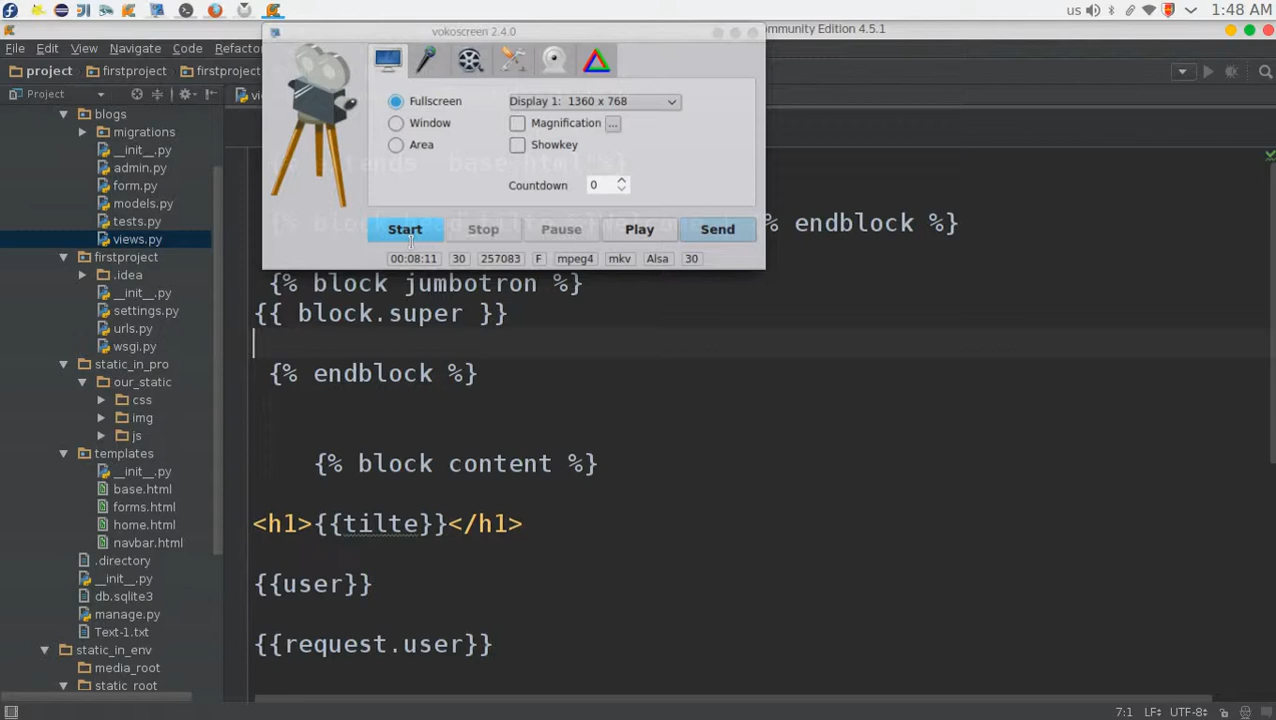 us 1:48 AM
vokoscreen 2.4.0
ommunity Edition 4.5.1
File Edit View Navigate Code Refactor
project firstproject firstproject
Project
blogs
migrations
__init__.py
admin.py
form.py
models.py
tests.py
views.py
firstproject
.idea
__init__.py
settings.py
urls.py
wsgi.py
static_in_pro
our_static
css
img
js
templates
__init__.py
base.html
forms.html
home.html
navbar.html
.directory
__init__.py
db.sqlite3
manage.py
Text-1.txt
static_in_env
media_root
static_root
Fullscreen
Window
Area
Display 1: 1360 x 768
Magnification ...
Showkey
Countdown 0
Start Stop Pause Play Send
00:08:11 30 257083 F mpeg4 mkv Alsa 30
% endblock %}
{% block jumbotron %}
{{ block.super }}
{% endblock %}
{% block content %}
<h1>{{tilte}}</h1>
{{user}}
{{request.user}}
7:1 LF÷ UTF-8÷